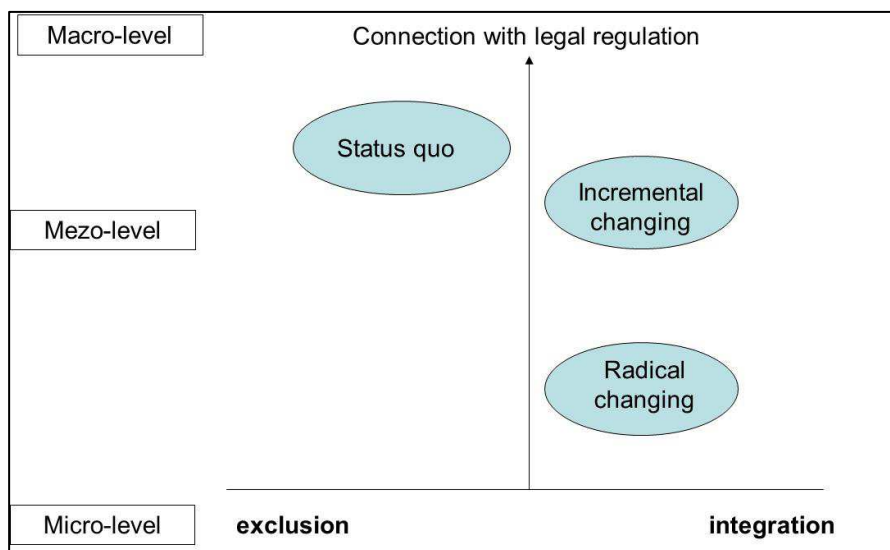 Macro-level
Connection with legal regulation
Status quo
Incremental
changing
Mezo-level
Radical
changing
Micro-level
exclusion
integration